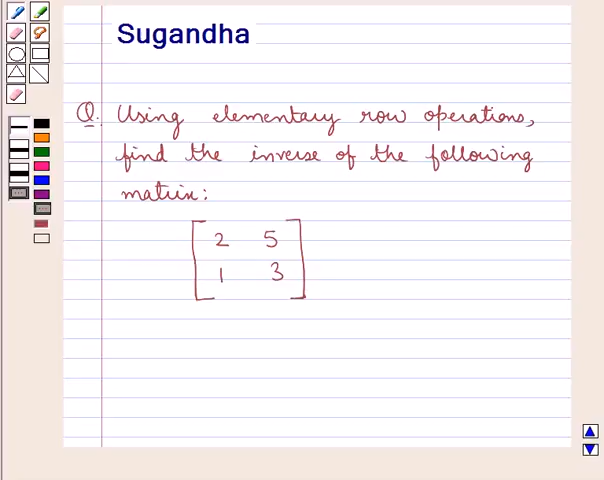 Sugandha
Q. Using elementary row operations,
find the inverse of the following
matrix:
2 5
1 3